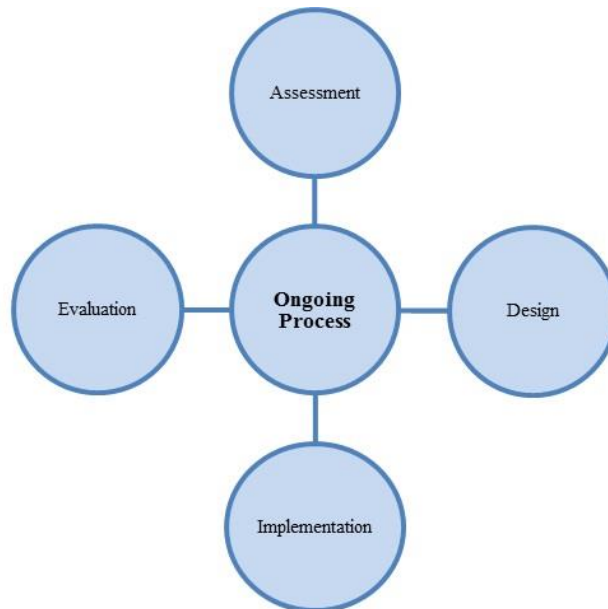 Assessment
Evaluation
Ongoing
Process
Design
Implementation